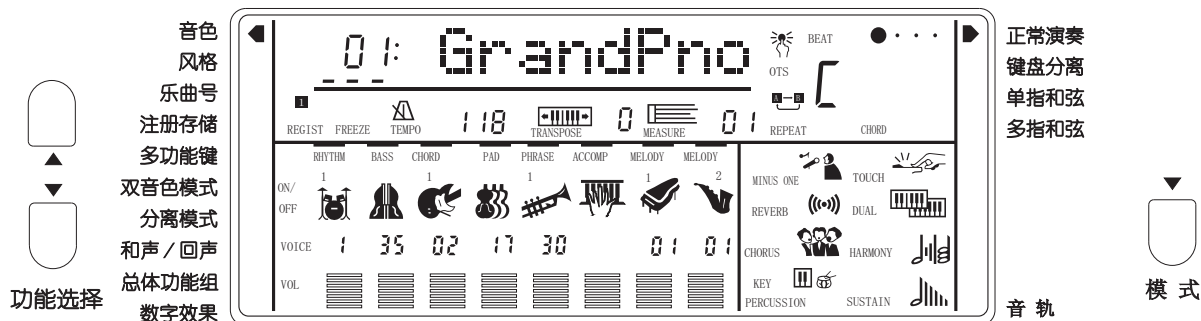 音色
风格
乐曲号
注册存储
多功能键
双音色模式
分离模式
和声／回声
总体功能组
数字效果
功能选择
01: GrandPno
BEAT
OTS
C
1
A-B
REGIST FREEZE TEMPO 118 TRANSPOSE 0 MEASURE 01 REPEAT CHORD
RHYTHM BASS CHORD PAD PHRASE ACCOMP MELODY MELODY
1 1 1 1 2
ON/
OFF
VOICE 1 35 02 17 30 01 01
VOL
MINUS ONE TOUCH
REVERB DUAL
CHORUS HARMONY
KEY
PERCUSSION SUSTAIN
正常演奏
键盘分离
单指和弦
多指和弦
音 轨
模 式